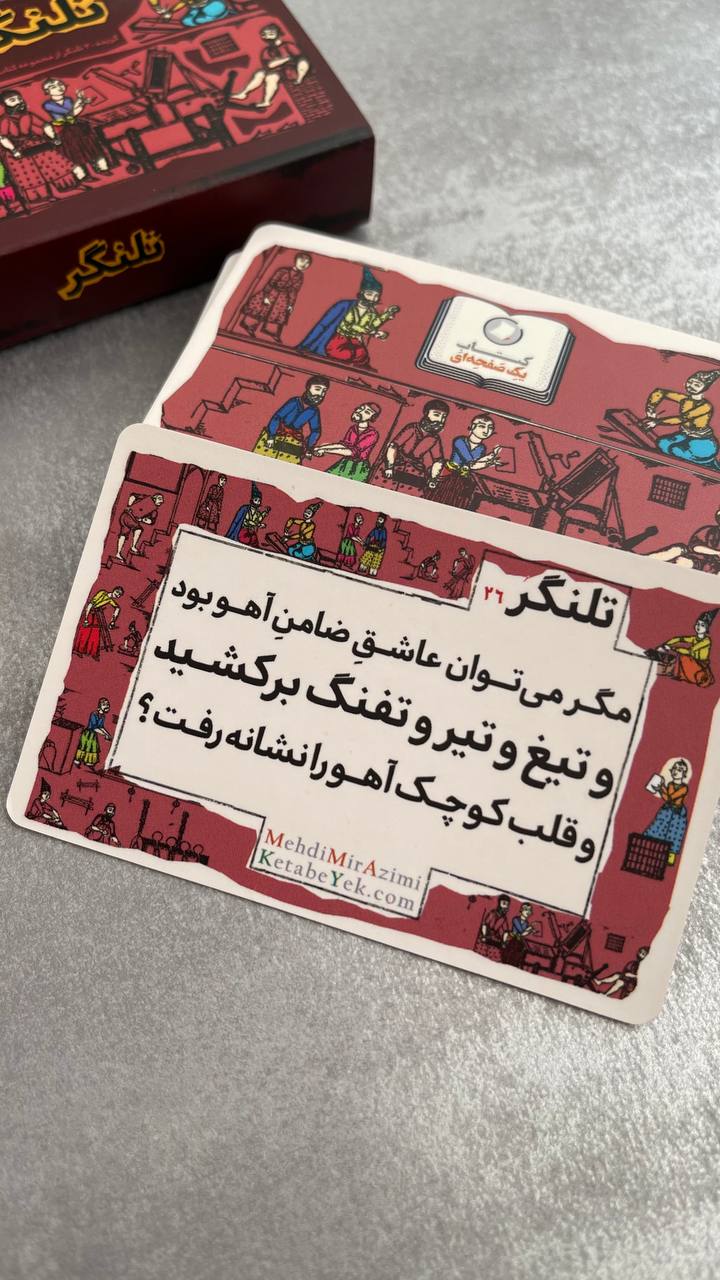 تلنگر
تلنگر
کتاب
یک صفحه‌ای
تلنگر ۲۶
مگر می‌توان عاشقِ ضامنِ آهو بود
و تیغ و تیر و تفنگ برکشید
و قلب کوچک آهو را نشانه رفت؟
MehdiMirAzimi
KetabeYek.com